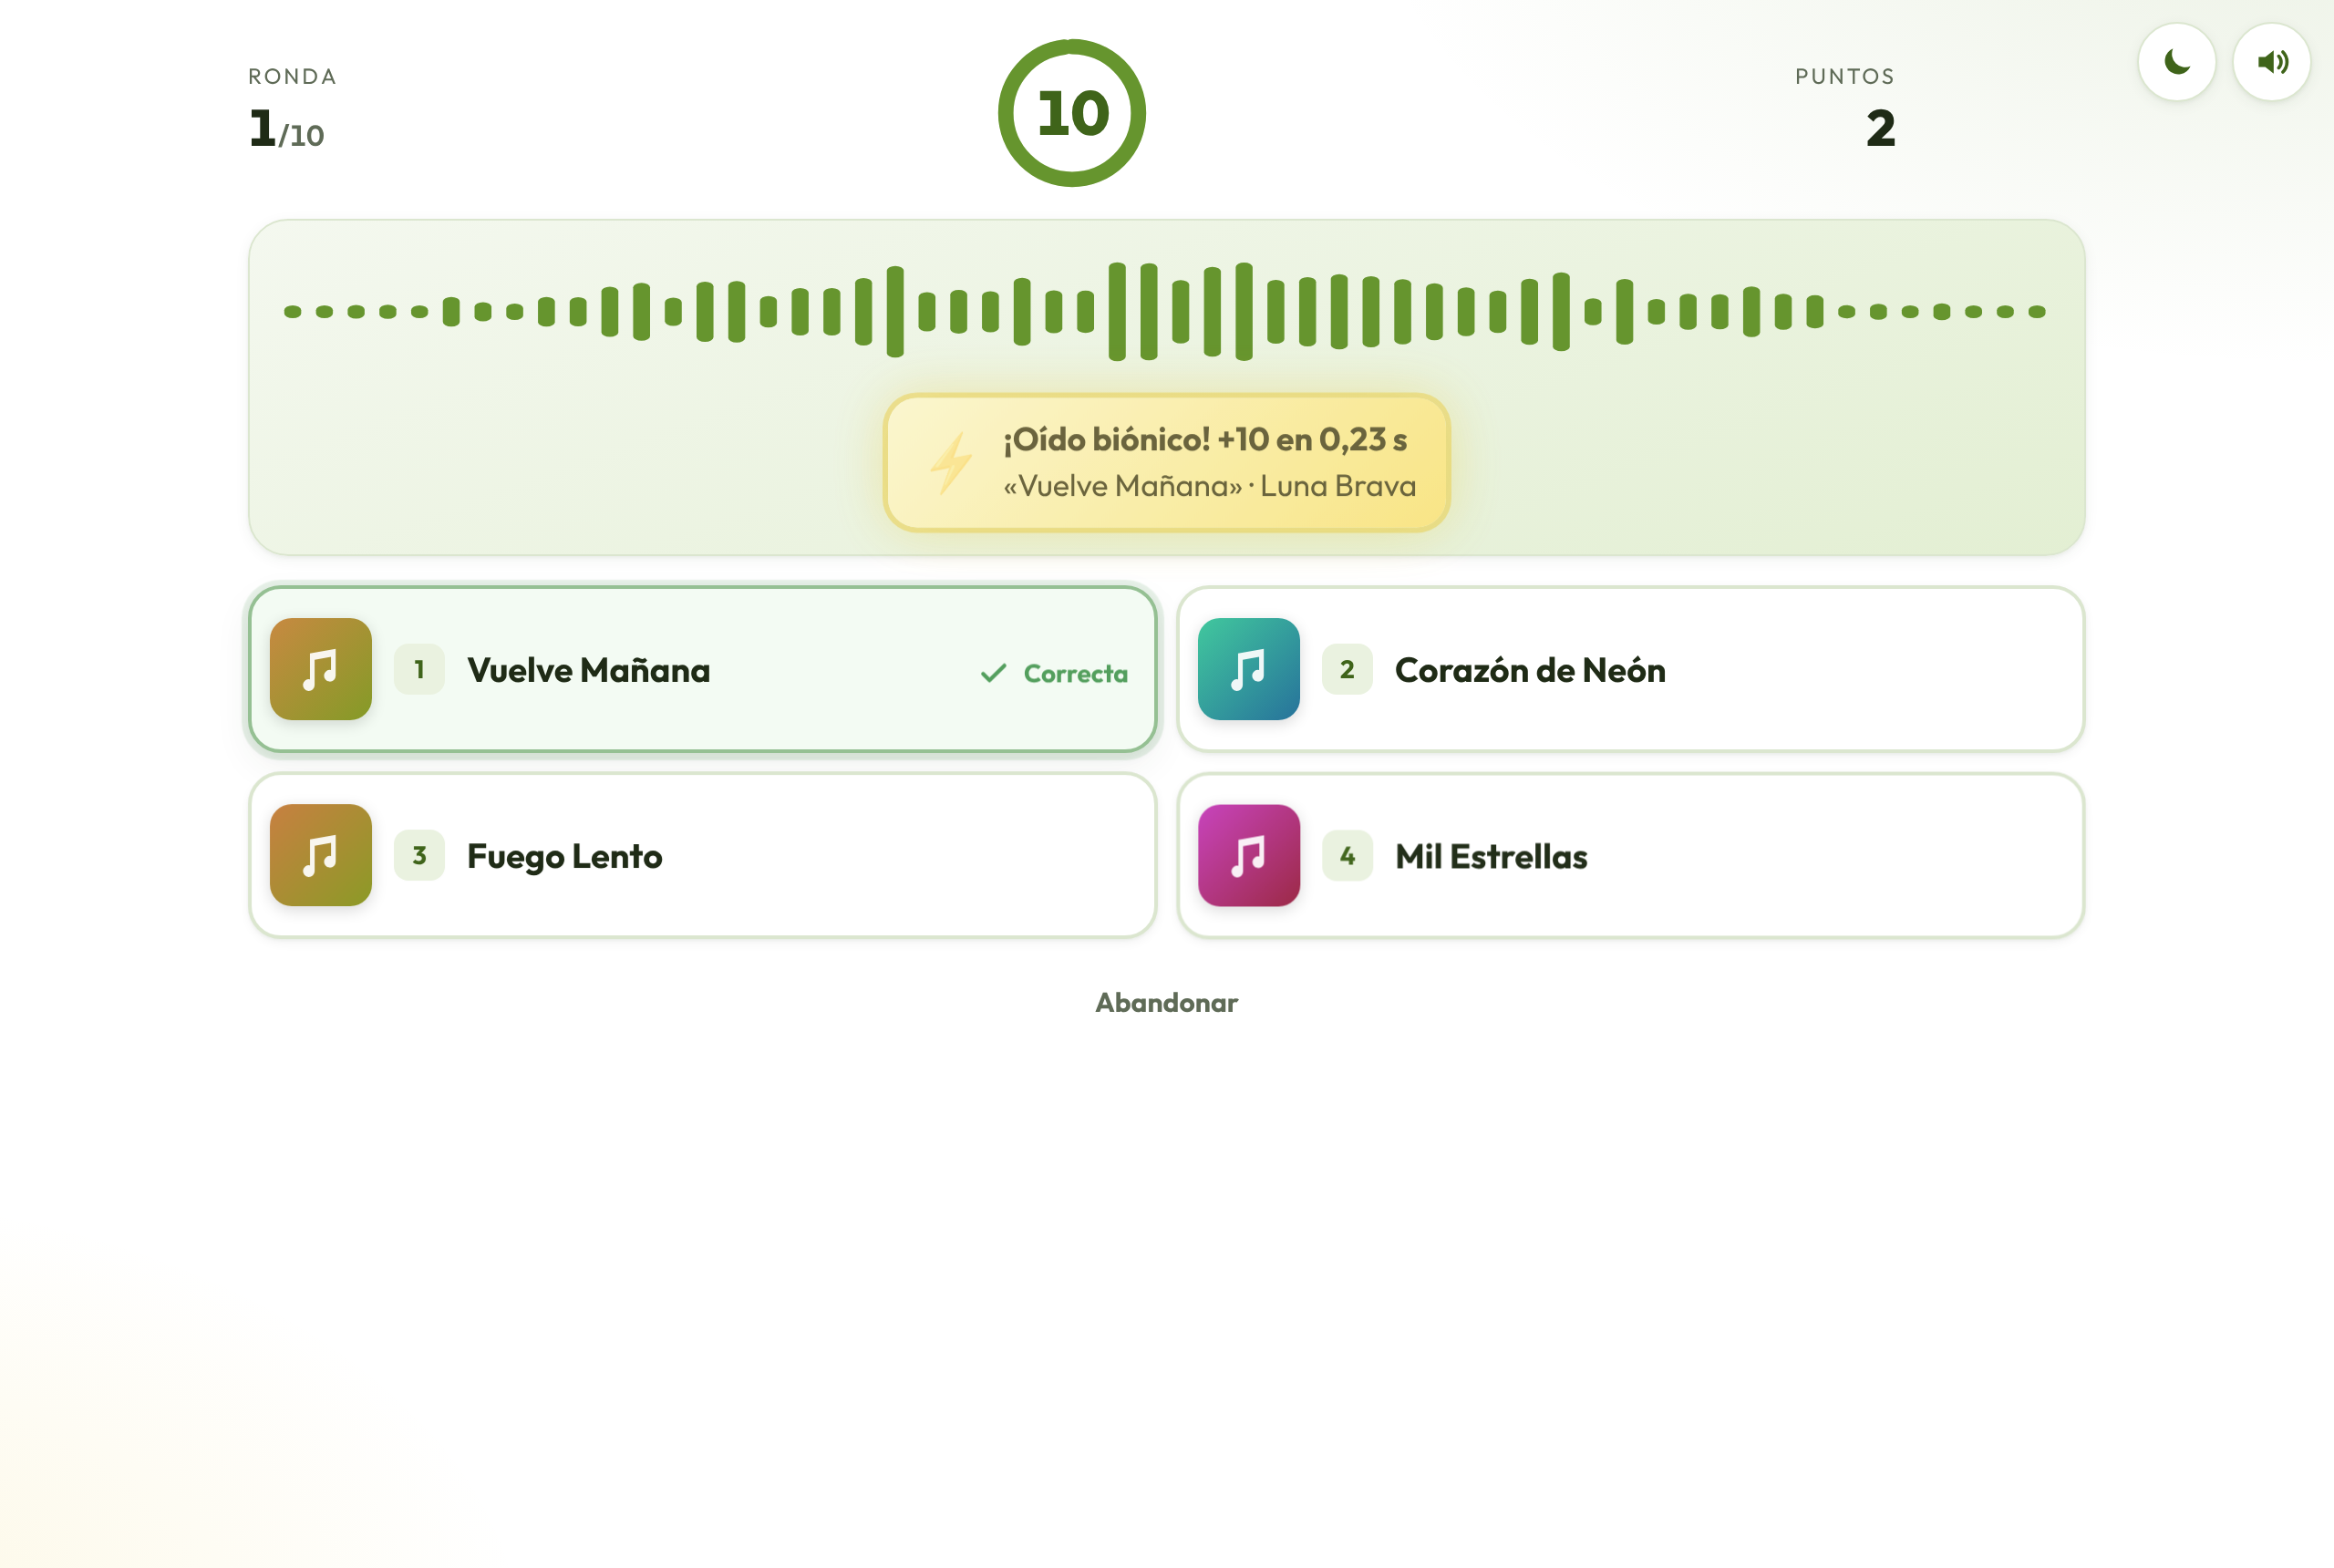 RONDA
1/10
10
PUNTOS
2
¡Oído biónico! +10 en 0,23 s
«Vuelve Mañana» · Luna Brava
1 Vuelve Mañana Correcta
2 Corazón de Neón
3 Fuego Lento
4 Mil Estrellas
Abandonar